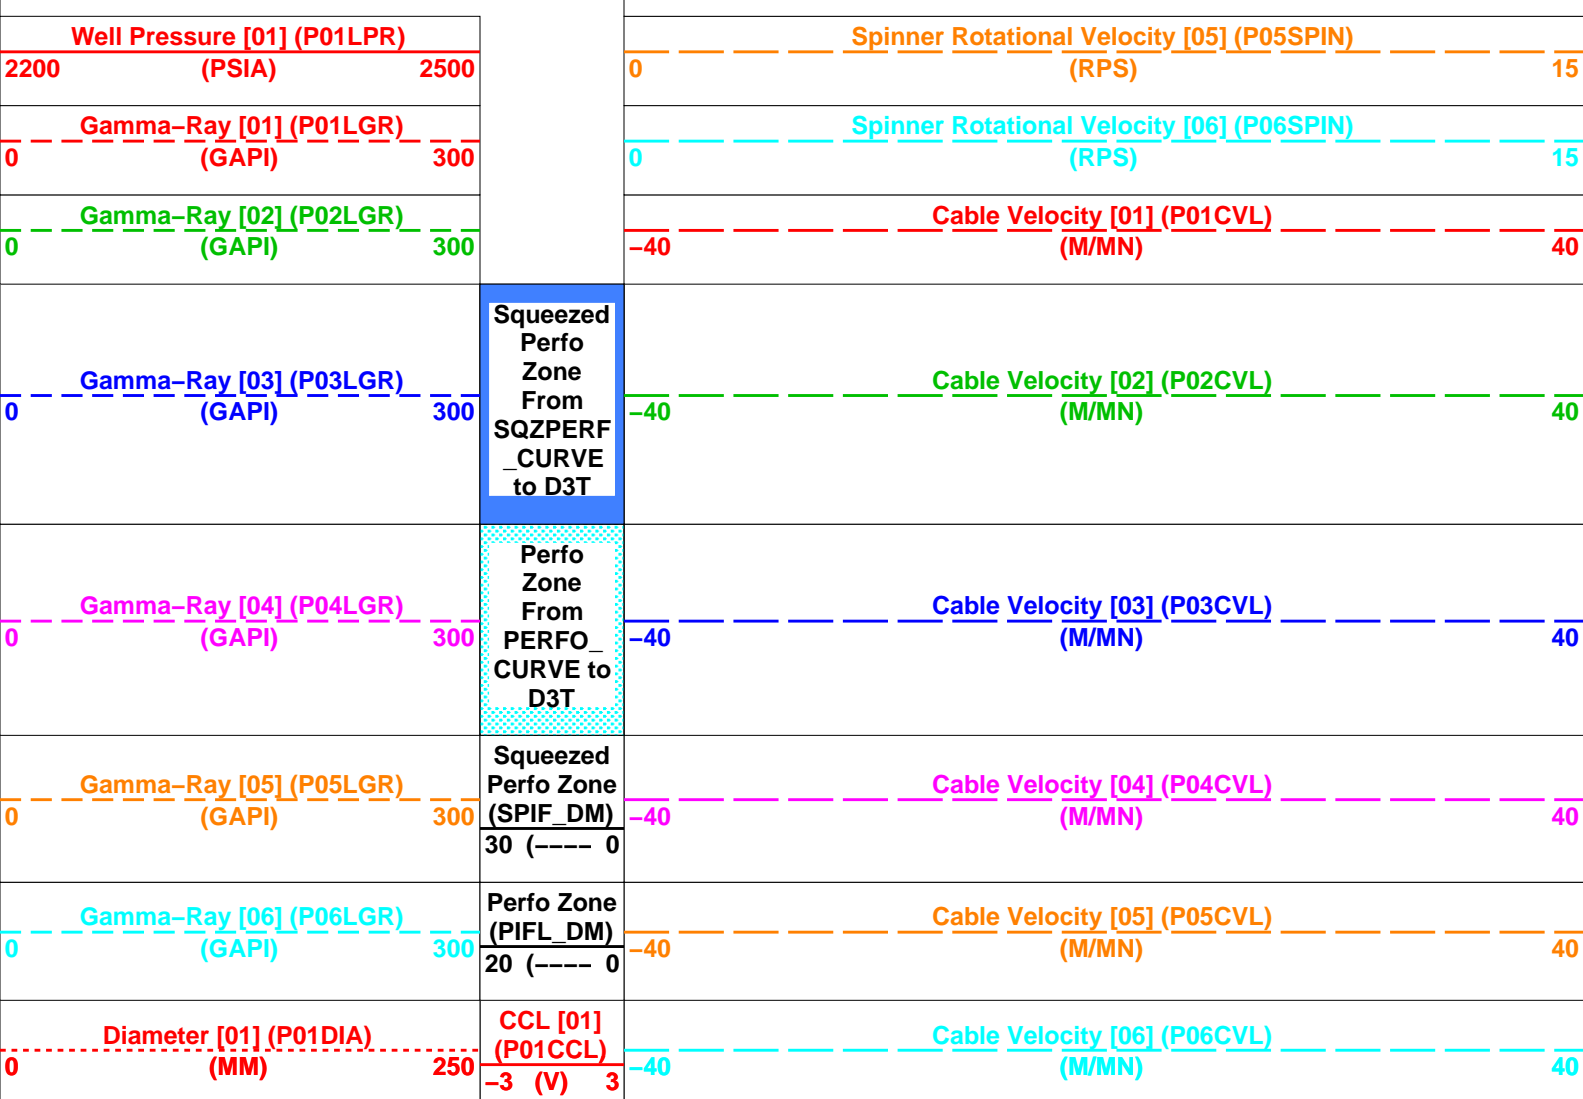 Well Pressure [01] (P01LPR)
2200 (PSIA) 2500
Spinner Rotational Velocity [05] (P05SPIN)
0 (RPS) 15
Gamma−Ray [01] (P01LGR)
0 (GAPI) 300
Spinner Rotational Velocity [06] (P06SPIN)
0 (RPS) 15
Gamma−Ray [02] (P02LGR)
0 (GAPI) 300
Cable Velocity [01] (P01CVL)
−40 (M/MN) 40
Gamma−Ray [03] (P03LGR)
0 (GAPI) 300
Squeezed
Perfo
Zone
From
SQZPERF
_CURVE
to D3T
Cable Velocity [02] (P02CVL)
−40 (M/MN) 40
Gamma−Ray [04] (P04LGR)
0 (GAPI) 300
Perfo
Zone
From
PERFO_
CURVE to
D3T
Cable Velocity [03] (P03CVL)
−40 (M/MN) 40
Gamma−Ray [05] (P05LGR)
0 (GAPI) 300
Squeezed
Perfo Zone
(SPIF_DM)
30 (−−−− 0
Cable Velocity [04] (P04CVL)
−40 (M/MN) 40
Gamma−Ray [06] (P06LGR)
0 (GAPI) 300
Perfo Zone
(PIFL_DM)
20 (−−−− 0
Cable Velocity [05] (P05CVL)
−40 (M/MN) 40
Diameter [01] (P01DIA)
0 (MM) 250
CCL [01]
(P01CCL)
−3 (V) 3
Cable Velocity [06] (P06CVL)
−40 (M/MN) 40